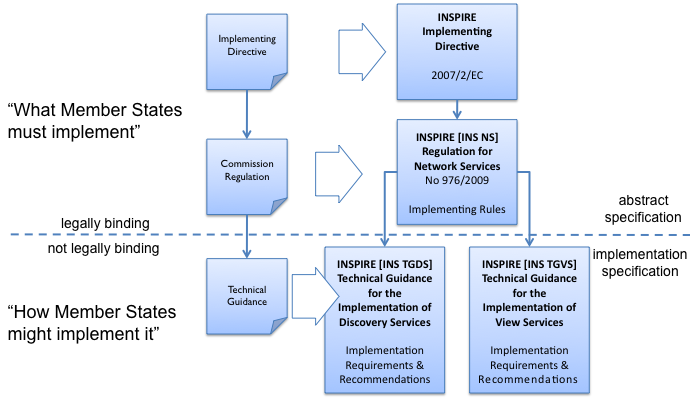 Implementing
Directive
INSPIRE
Implementing
Directive
2007/2/EC
“What Member States
must implement”
Commission
Regulation
INSPIRE [INS NS]
Regulation for
Network Services
No 976/2009
Implementing Rules
abstract
specification
legally binding
not legally binding
implementation
specification
Technical
Guidance
“How Member States
might implement it”
INSPIRE [INS TGDS]
Technical Guidance
for the
Implementation of
Discovery Services
Implementation
Requirements &
Recommendations
INSPIRE [INS TGVS]
Technical Guidance
for the
Implementation of
View Services
Implementation
Requirements &
Recommendations